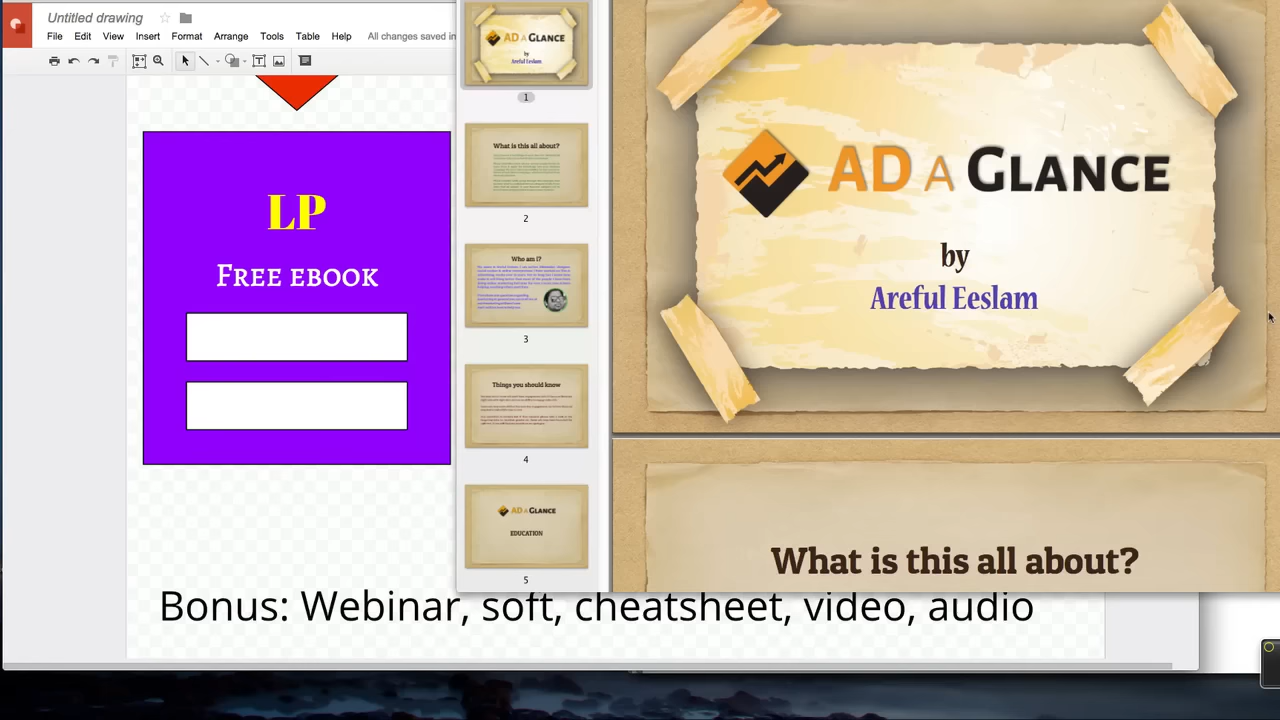 Untitled drawing
File Edit View Insert Format Arrange Tools Table Help All changes saved in
LP
FREE EBOOK
Bonus: Webinar, soft, cheatsheet, video, audio
AD A GLANCE
by
Areful Eeslam
1
What is this all about?
2
Who am i?
3
Things you should know
4
AD A GLANCE
EDUCATION
5
AD A GLANCE
by
Areful Eeslam
What is this all about?